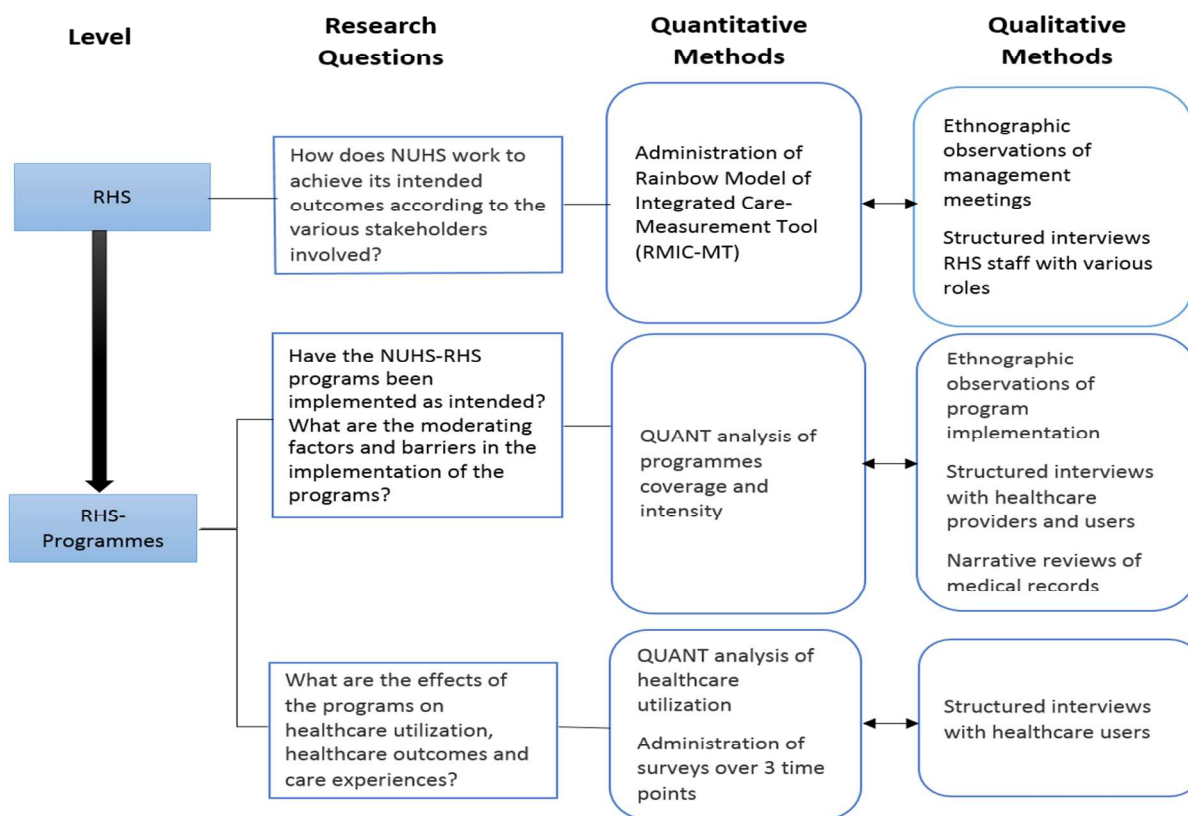 Level
Research
Questions
Quantitative
Methods
Qualitative
Methods
RHS
How does NUHS work to
achieve its intended
outcomes according to the
various stakeholders
involved?
Administration of
Rainbow Model of
Integrated Care-
Measurement Tool
(RMIC-MT)
Ethnographic
observations of
management
meetings
Structured interviews
RHS staff with various
roles
RHS-
Programmes
Have the NUHS-RHS
programs been
implemented as intended?
What are the moderating
factors and barriers in the
implementation of the
programs?
QUANT analysis of
programmes
coverage and
intensity
Ethnographic
observations of
program
implementation
Structured interviews
with healthcare
providers and users
Narrative reviews of
medical records
What are the effects of
the programs on
healthcare utilization,
healthcare outcomes and
care experiences?
QUANT analysis of
healthcare
utilization
Administration of
surveys over 3 time
points
Structured interviews
with healthcare users